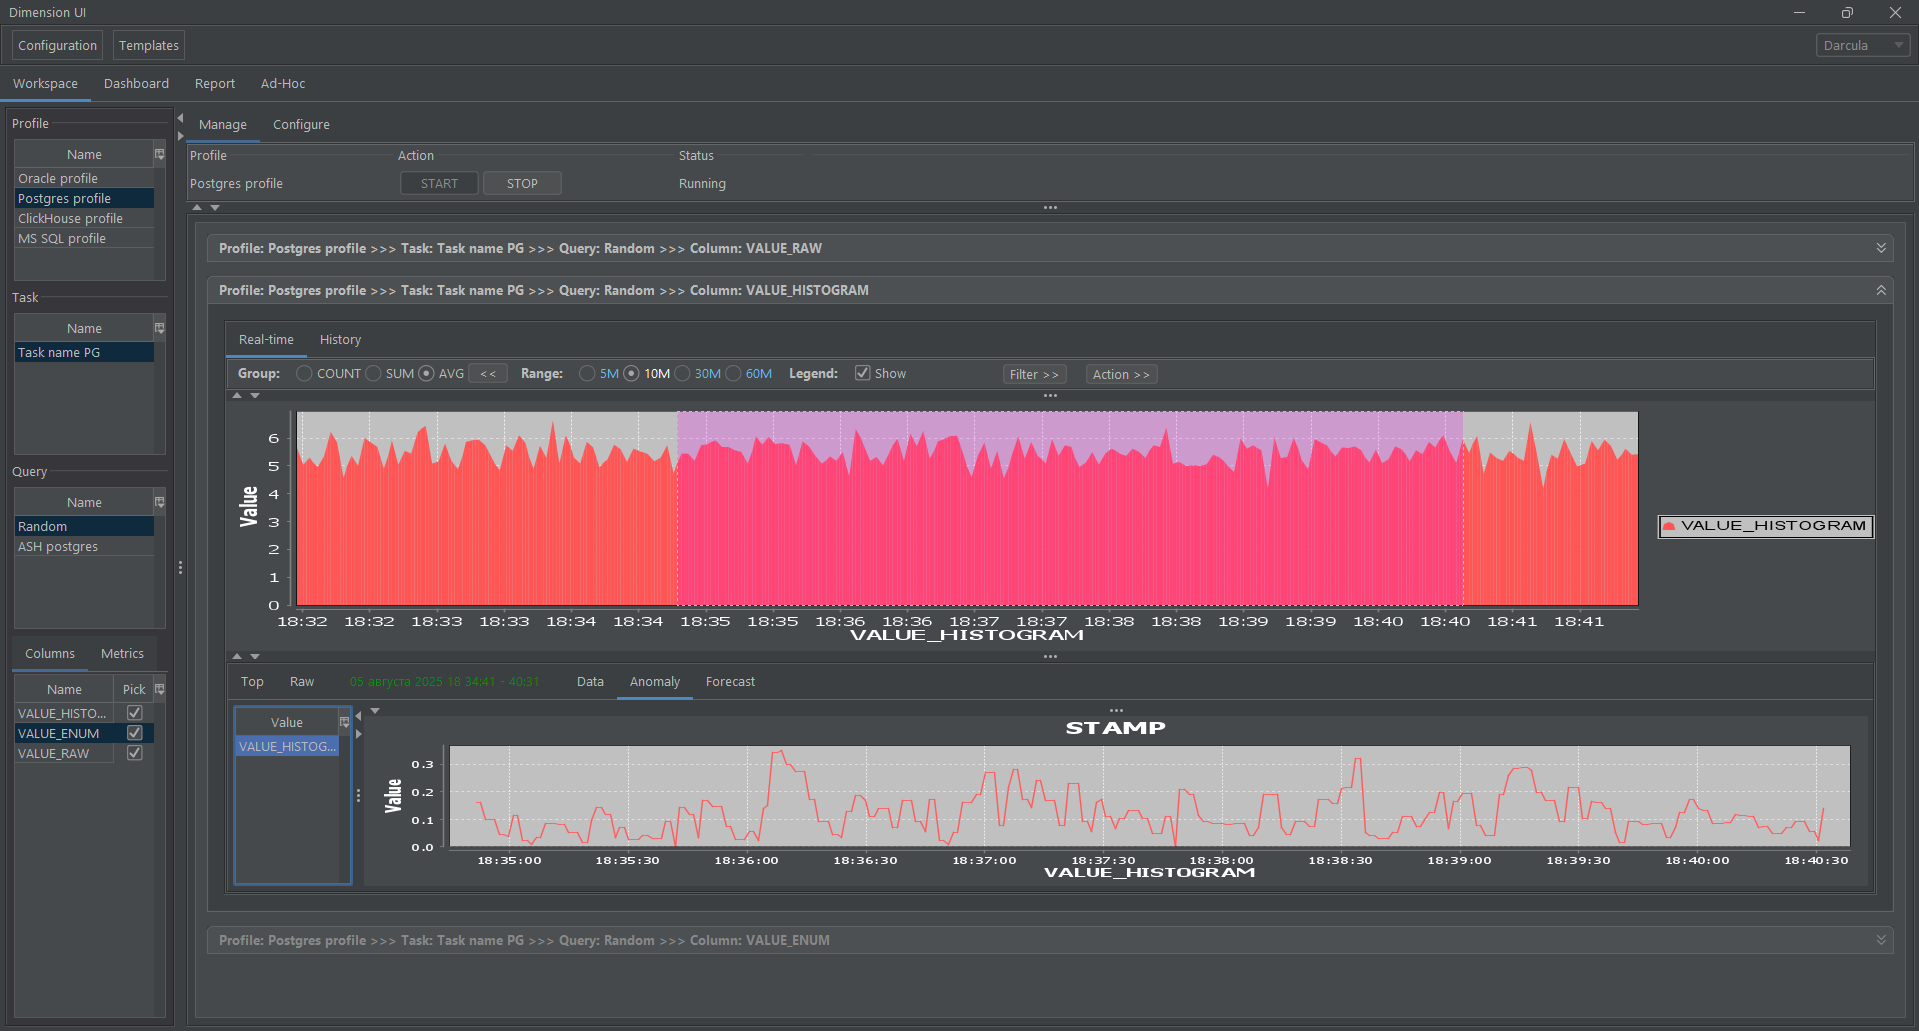 Dimension UI
Configuration Templates Darcula
Workspace Dashboard Report Ad-Hoc
Profile
Name
Oracle profile
Postgres profile
ClickHouse profile
MS SQL profile
Task
Name
Task name PG
Query
Name
Random
ASH postgres
Columns Metrics
Name Pick
VALUE_HISTO...
VALUE_ENUM
VALUE_RAW
Manage Configure
Profile Action Status
Postgres profile START STOP Running
Profile: Postgres profile >>> Task: Task name PG >>> Query: Random >>> Column: VALUE_RAW
Profile: Postgres profile >>> Task: Task name PG >>> Query: Random >>> Column: VALUE_HISTOGRAM
Real-time History
Group: COUNT SUM AVG << Range: 5M 10M 30M 60M Legend: Show Filter >> Action >>
Value
6
5
4
3
2
1
0
18:32 18:32 18:33 18:33 18:34 18:34 18:35 18:35 18:36 18:36 18:37 18:37 18:38 18:38 18:39 18:39 18:40 18:40 18:41 18:41
VALUE_HISTOGRAM
VALUE_HISTOGRAM
Top Raw 05 августа 2025 18 34:41 - 40:31 Data Anomaly Forecast
Value
VALUE_HISTOG...
STAMP
Value
0.3
0.2
0.1
0.0
18:35:00 18:35:30 18:36:00 18:36:30 18:37:00 18:37:30 18:38:00 18:38:30 18:39:00 18:39:30 18:40:00 18:40:30
VALUE_HISTOGRAM
Profile: Postgres profile >>> Task: Task name PG >>> Query: Random >>> Column: VALUE_ENUM